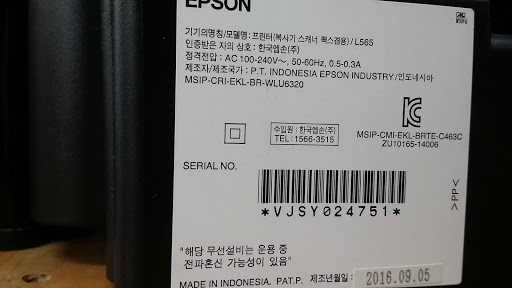 EPSON
기기의명칭/모델명 : 프린터(복사기 스캐너 팩스겸용) / L565
인증받은 자의 상호 : 한국엡손(주)
정격전압 : AC 100-240V~, 50-60Hz, 0.5-0.3A
제조자/제조국가 : P.T. INDONESIA EPSON INDUSTRY / 인도네시아
MSIP-CRI-EKL-BR-WLU6320
수입원 : 한국엡손(주)
TEL : 1566-3515
MSIP-CMI-EKL-BRTE-C463C
ZU10165-14006
SERIAL NO.
*VJSY024751*
>PP<
"해당 무선설비는 운용 중
전파혼신 가능성이 있음"
MADE IN INDONESIA. PAT.P. 제조년월일 : 2016.09.05